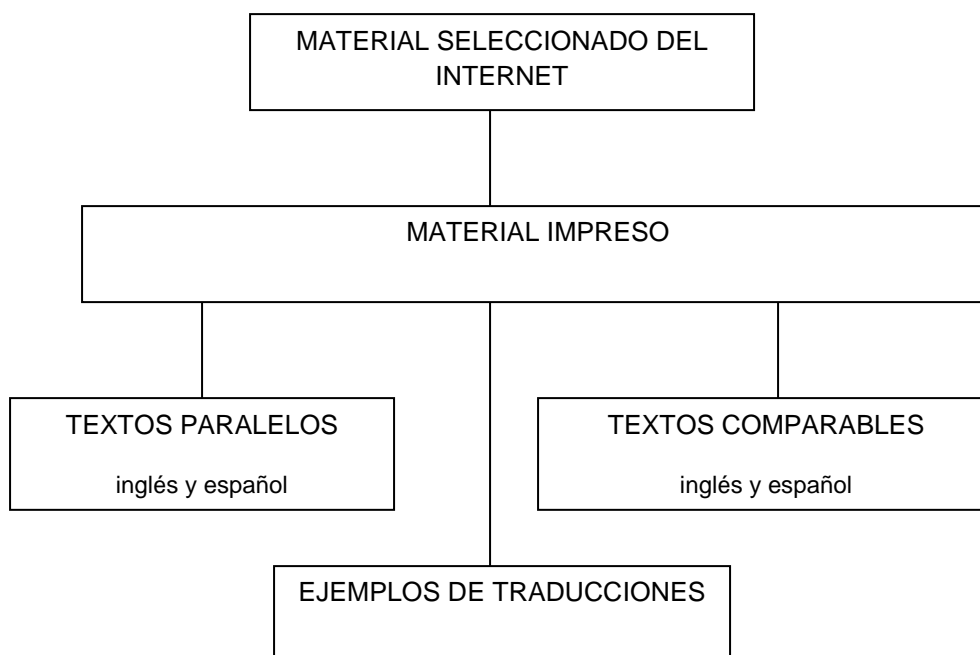 MATERIAL SELECCIONADO DEL
INTERNET
MATERIAL IMPRESO
TEXTOS PARALELOS
inglés y español
TEXTOS COMPARABLES
inglés y español
EJEMPLOS DE TRADUCCIONES